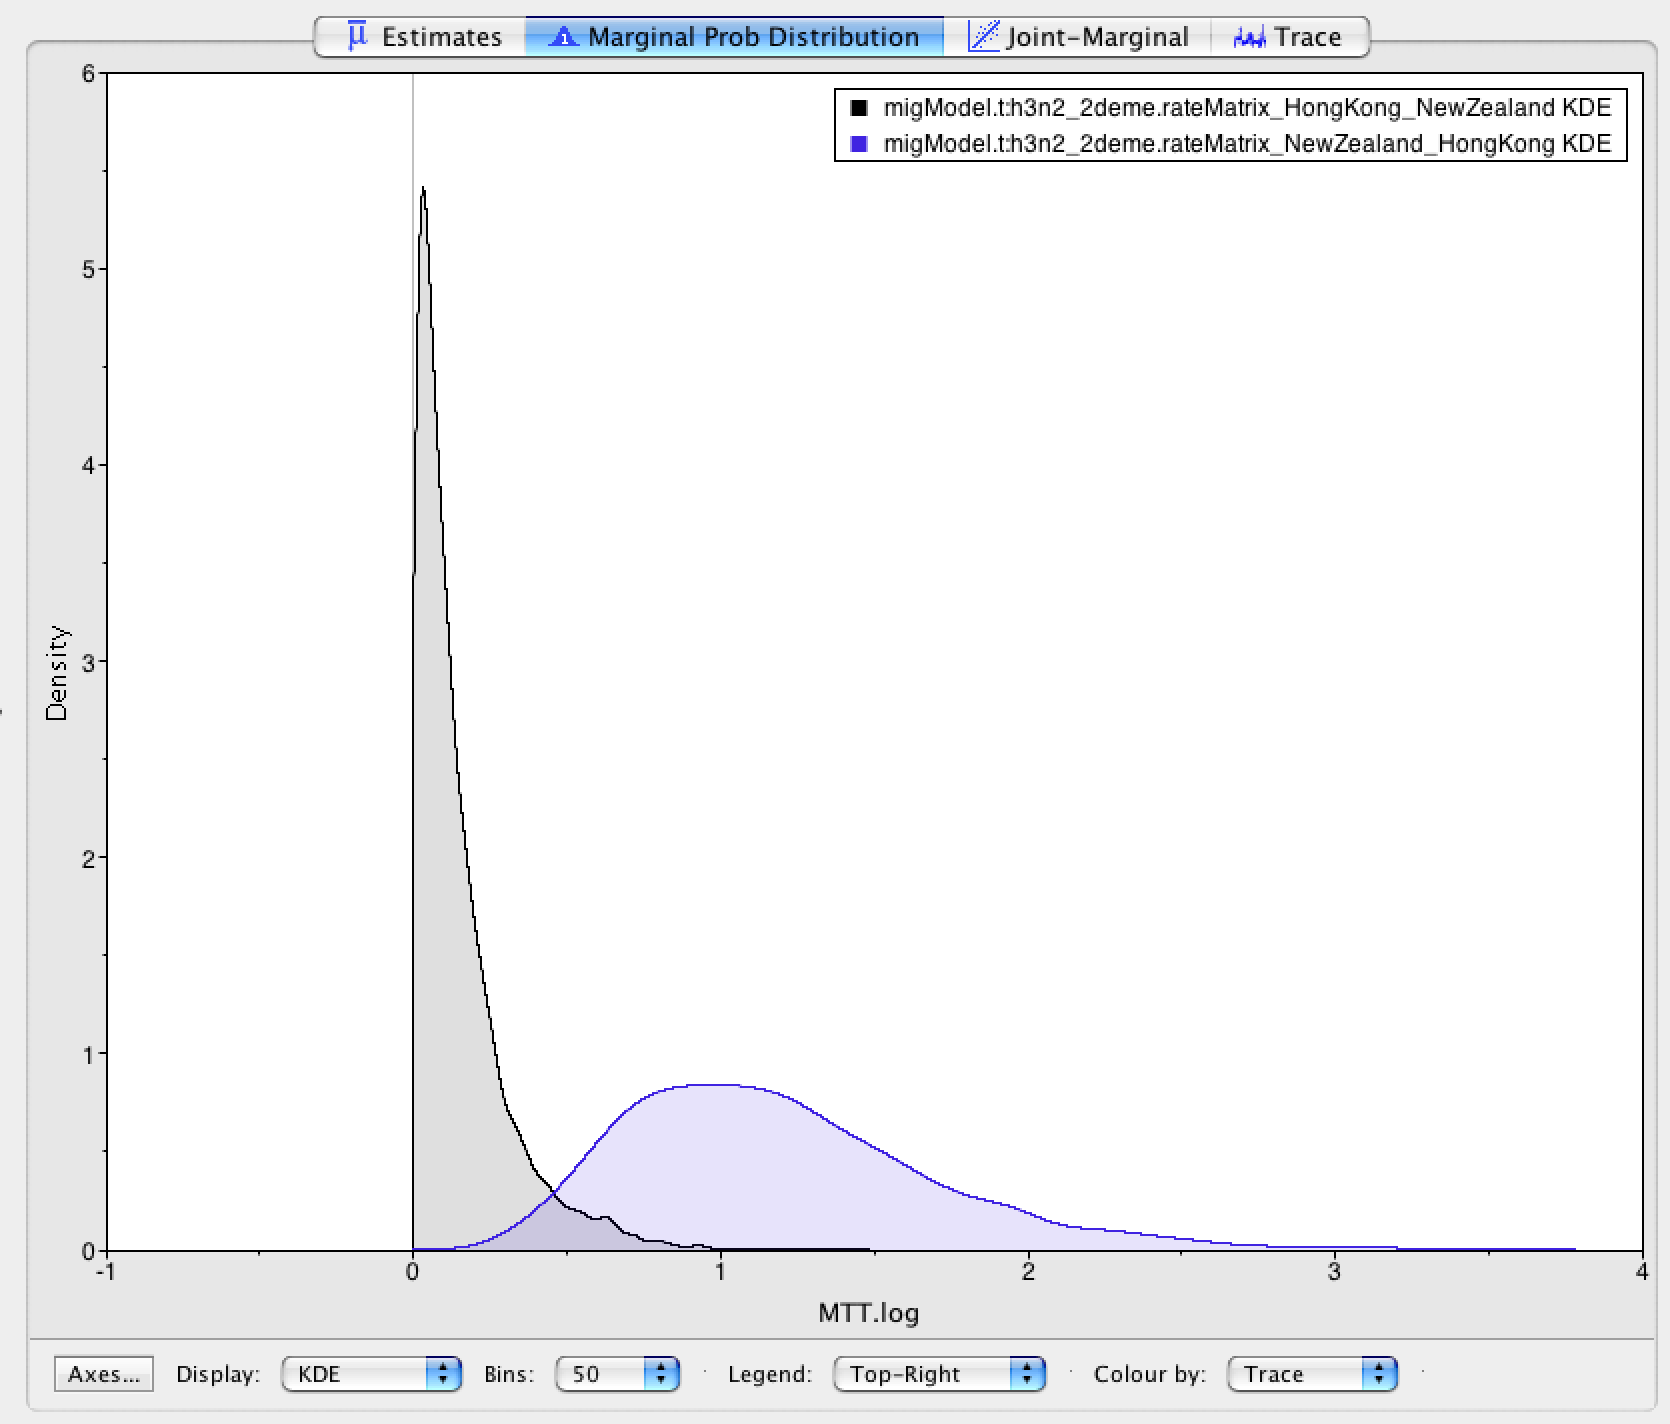 μ Estimates 1 Marginal Prob Distribution Joint-Marginal Trace
migModel.t:h3n2_2deme.rateMatrix_HongKong_NewZealand KDE
migModel.t:h3n2_2deme.rateMatrix_NewZealand_HongKong KDE
6
5
4
3
2
1
0
Density
-1 0 1 2 3 4
MTT.log
Axes... Display: KDE Bins: 50 Legend: Top-Right Colour by: Trace